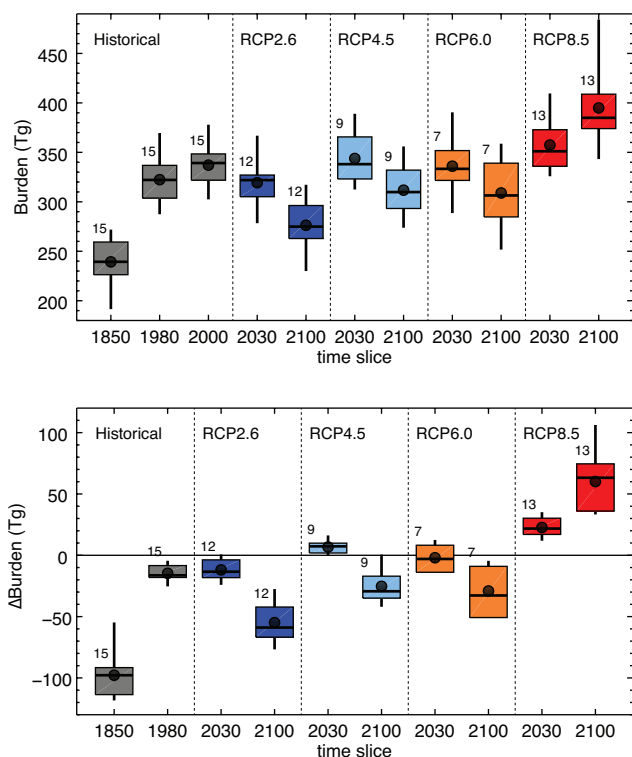 Historical RCP2.6 RCP4.5 RCP6.0 RCP8.5
Burden (Tg)
450
400
350
300
250
200
15 15 15 12 12 9 9 7 7 13 13
1850 1980 2000 2030 2100 2030 2100 2030 2100 2030 2100
time slice
Historical RCP2.6 RCP4.5 RCP6.0 RCP8.5
ΔBurden (Tg)
100
50
0
−50
−100
15 15 12 12 9 9 7 7 13 13
1850 1980 2030 2100 2030 2100 2030 2100 2030 2100
time slice